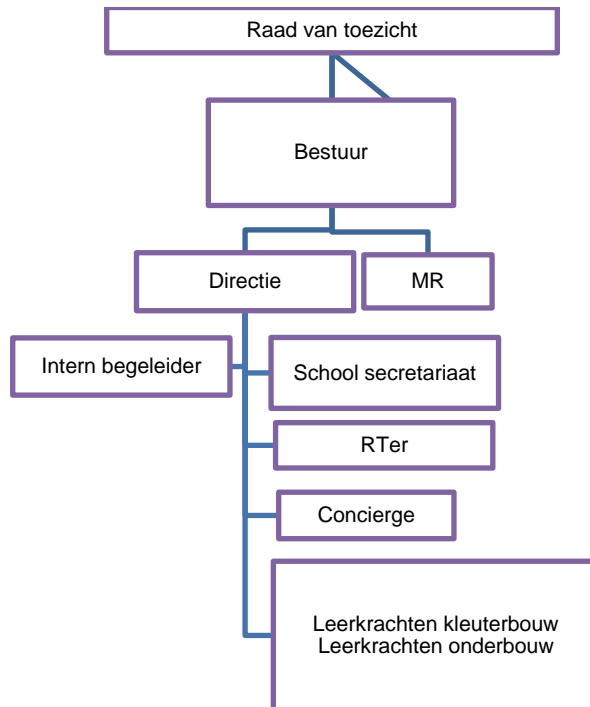 Raad van toezicht
Bestuur
Directie
MR
Intern begeleider
School secretariaat
RTer
Concierge
Leerkrachten kleuterbouw
Leerkrachten onderbouw